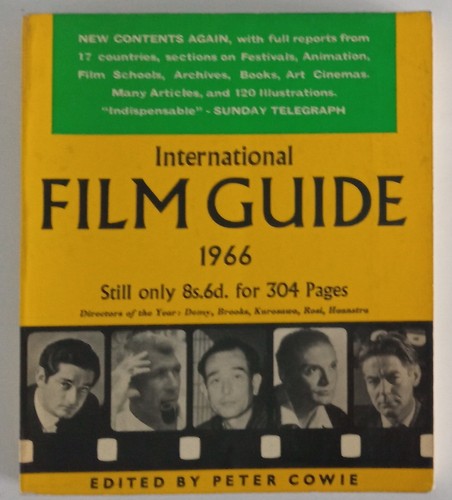 NEW CONTENTS AGAIN, with full reports from
17 countries, sections on Festivals, Animation,
Film Schools, Archives, Books, Art Cinemas.
Many Articles, and 120 Illustrations.
"Indispensable" - SUNDAY TELEGRAPH
International
FILM GUIDE
1966
Still only 8s.6d. for 304 Pages
Directors of the Year: Demy, Brooks, Kurosawa, Rosi, Haanstra
EDITED BY PETER COWIE